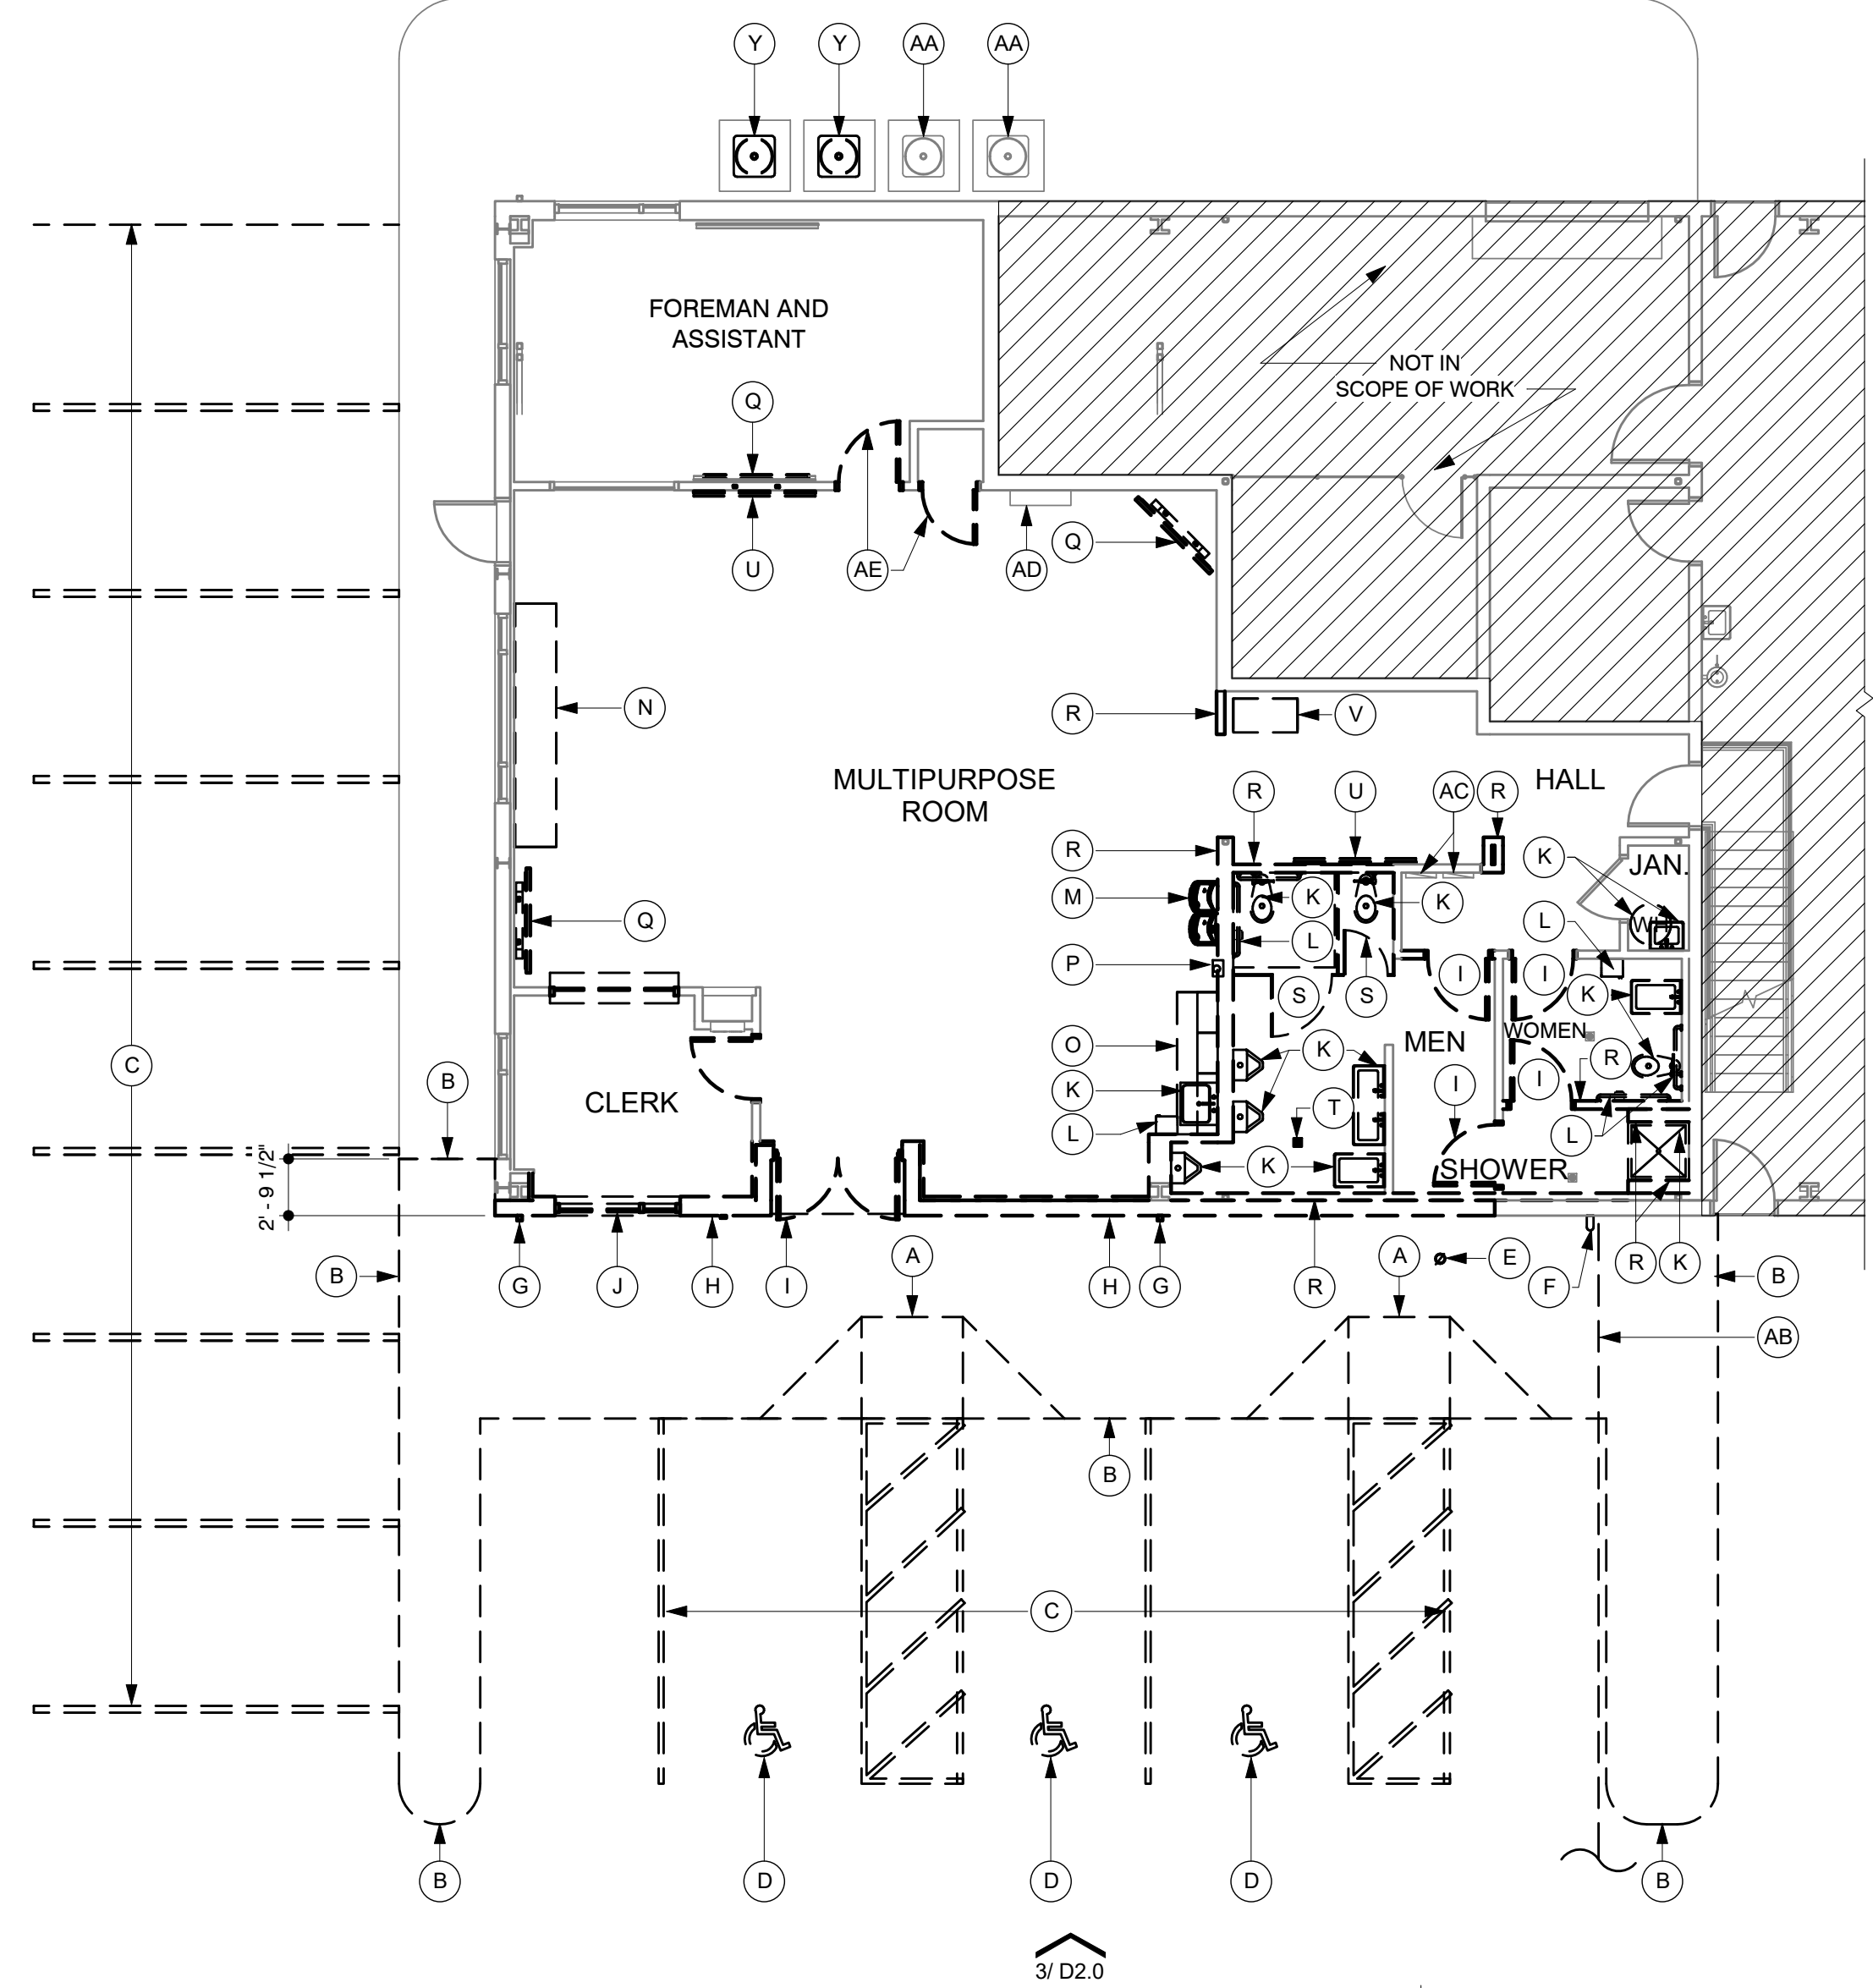 Y Y AA AA
FOREMAN AND
ASSISTANT
NOT IN
SCOPE OF WORK
Q
U AE AD Q
N R V
MULTIPURPOSE
ROOM
HALL
R U AC R
R K JAN.
M K K
Q L L WH
P I I
S S K
O K MEN WOMEN
C B R
K I I
CLERK T
L L
K
SHOWER
2' - 9 1/2"
B G J H I A H G R A E F R K B
AB
B
C
D D D
B B
3/ D2.0